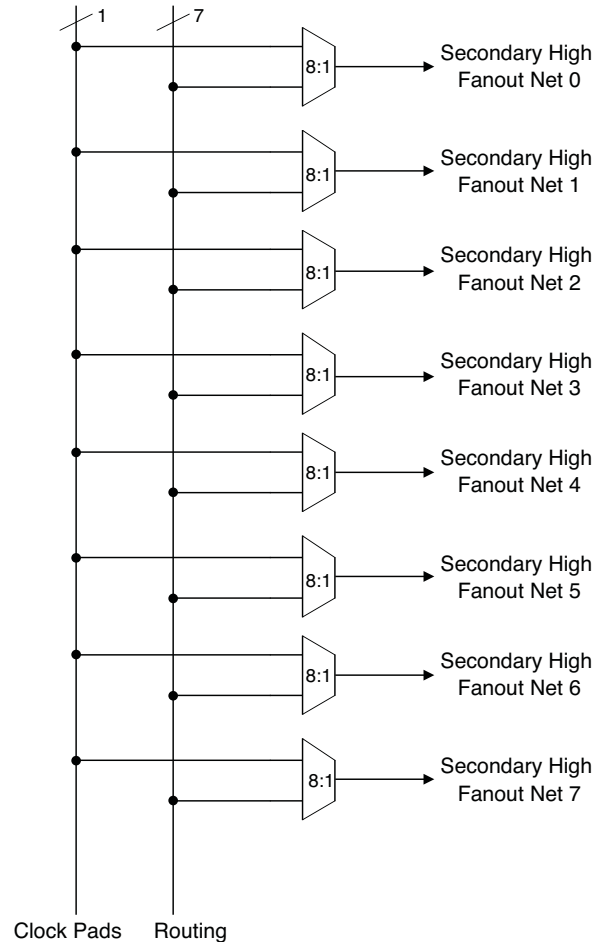 1
7
8:1
Secondary High
Fanout Net 0
8:1
Secondary High
Fanout Net 1
8:1
Secondary High
Fanout Net 2
8:1
Secondary High
Fanout Net 3
8:1
Secondary High
Fanout Net 4
8:1
Secondary High
Fanout Net 5
8:1
Secondary High
Fanout Net 6
8:1
Secondary High
Fanout Net 7
Clock Pads
Routing